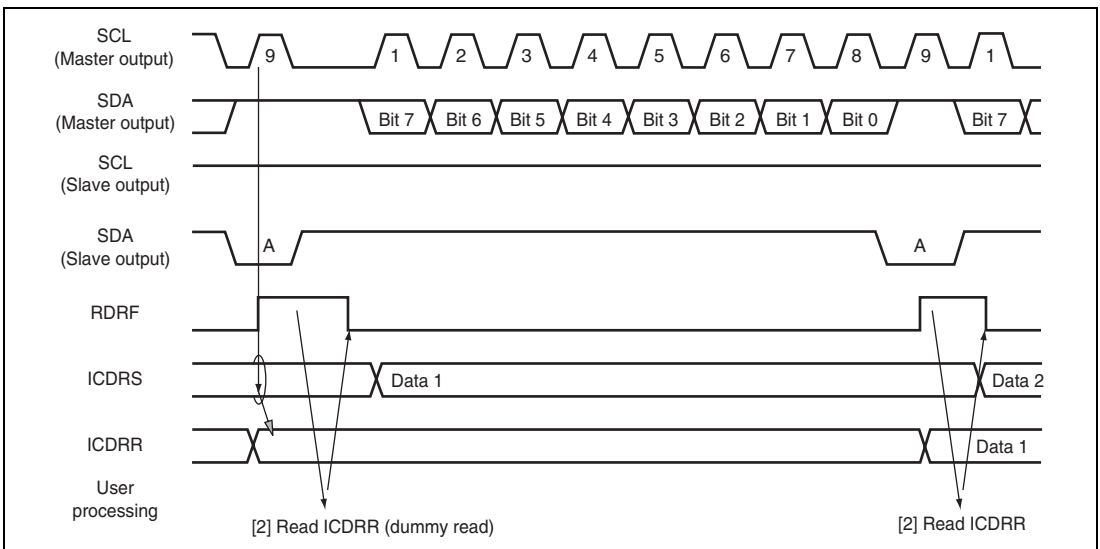 SCL
(Master output)
9 1 2 3 4 5 6 7 8 9 1
SDA
(Master output)
Bit 7 Bit 6 Bit 5 Bit 4 Bit 3 Bit 2 Bit 1 Bit 0 Bit 7
SCL
(Slave output)
SDA
(Slave output)
A A
RDRF
ICDRS
Data 1 Data 2
ICDRR
Data 1
User
processing
[2] Read ICDRR (dummy read) [2] Read ICDRR